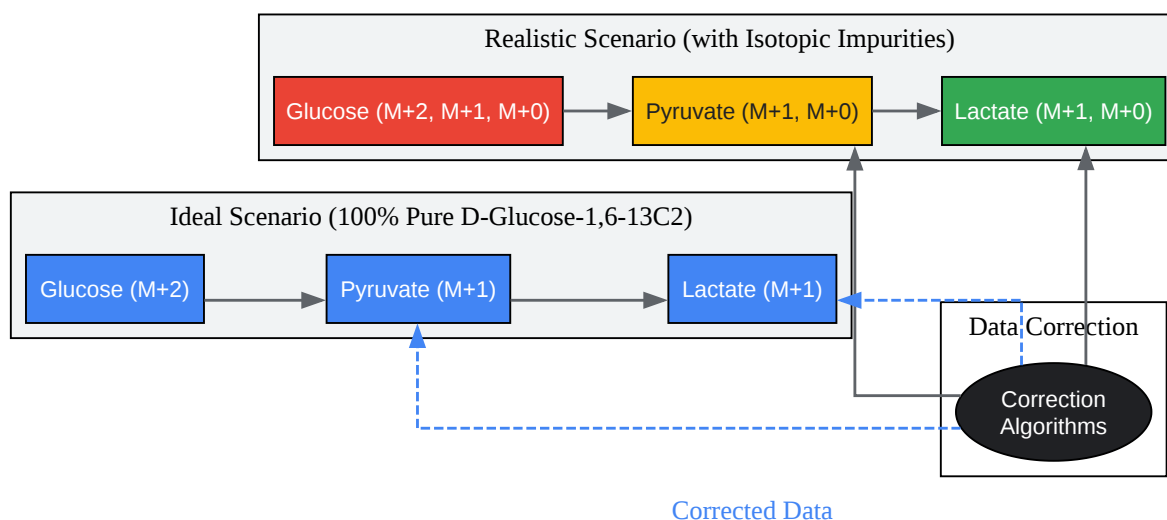 Realistic Scenario (with Isotopic Impurities)
Glucose (M+2, M+1, M+0)
Pyruvate (M+1, M+0)
Lactate (M+1, M+0)
Ideal Scenario (100% Pure D-Glucose-1,6-13C2)
Glucose (M+2)
Pyruvate (M+1)
Lactate (M+1)
Data Correction
Correction
Algorithms
Corrected Data